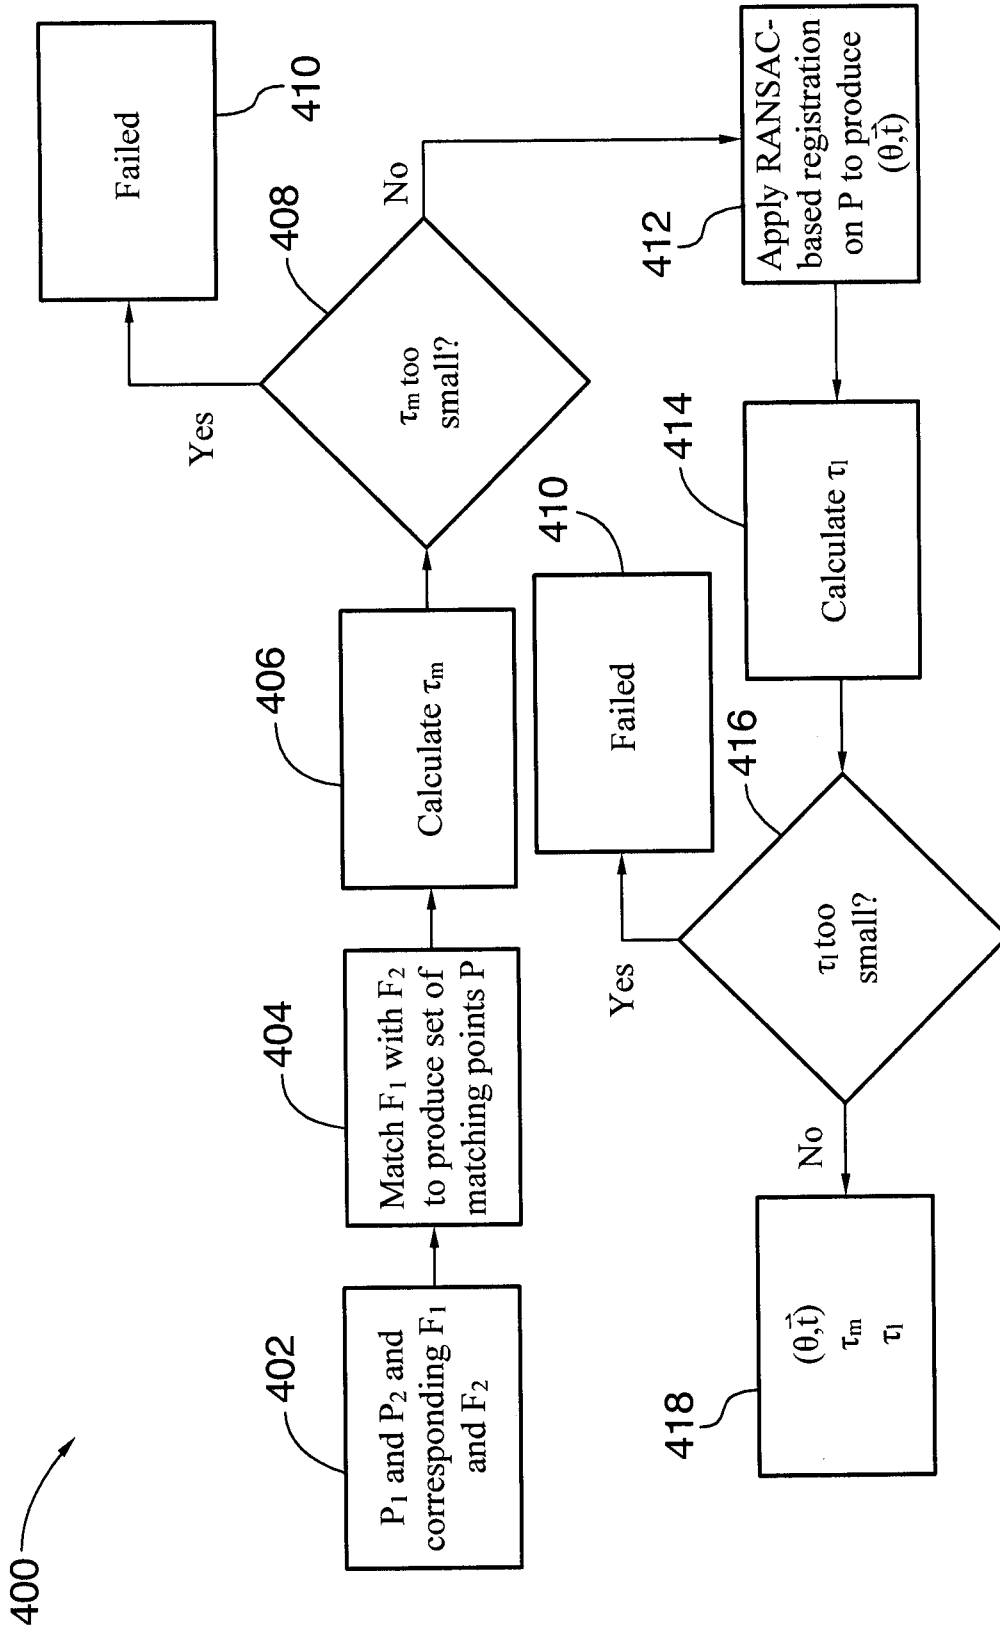 400
402
P₁ and P₂ and
corresponding F₁
and F₂
404
Match F₁ with F₂
to produce set of
matching points P
406
Calculate τₘ
408
τₘ too
small?
Yes
410
Failed
No
412
Apply RANSAC-
based registration
on P to produce
(θ,t⃗)
414
Calculate τₗ
416
τₗ too
small?
Yes
410
Failed
No
418
(θ,t⃗)
τₘ
τₗ